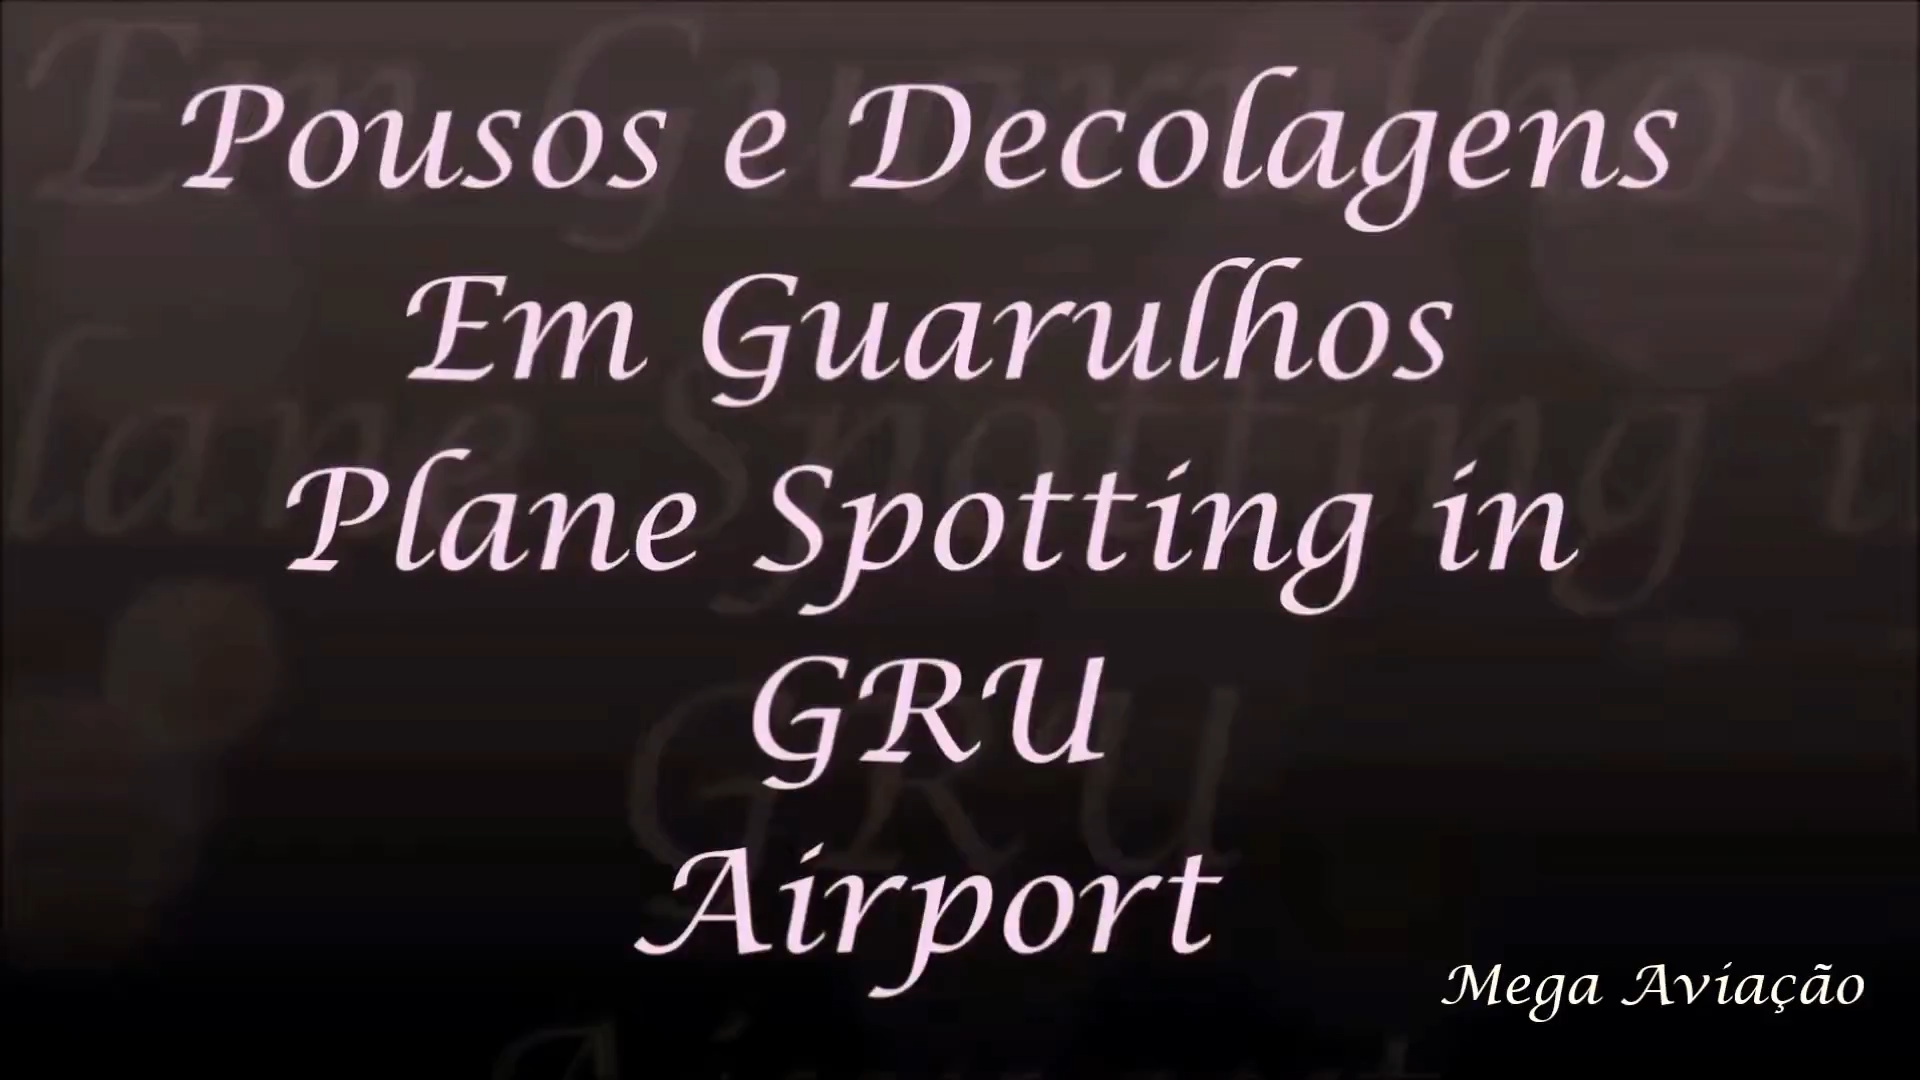 Pousos e Decolagens
Em Guarulhos
Plane Spotting in
GRU
Airport
Mega Aviação